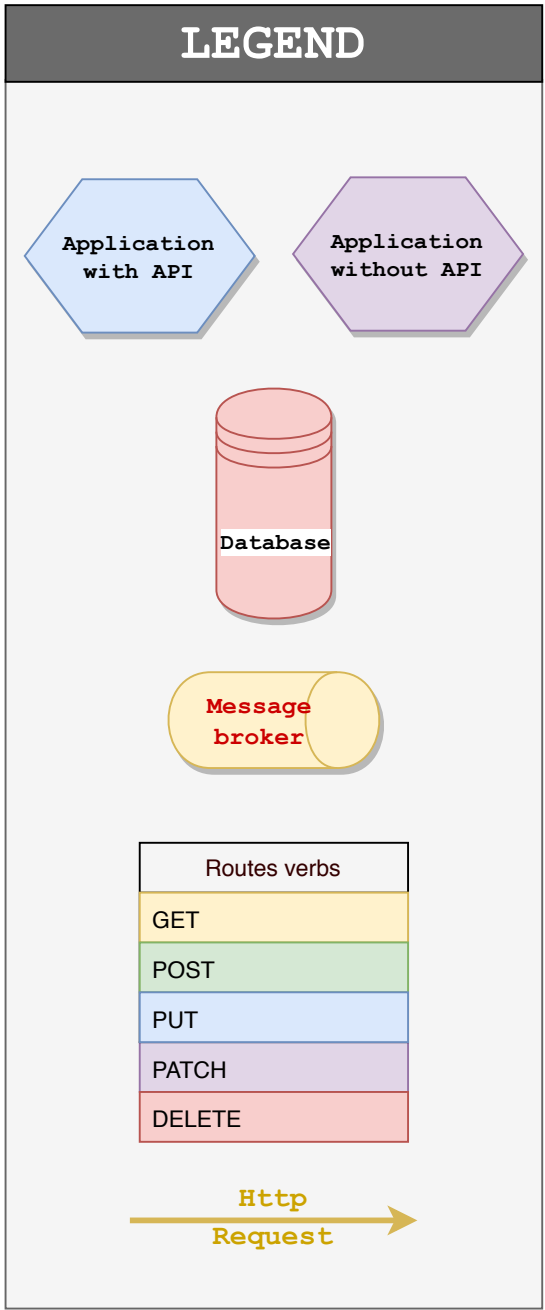 LEGEND
Application
with API
Application
without API
Database
Message
broker
Routes verbs
GET
POST
PUT
PATCH
DELETE
Http
Request